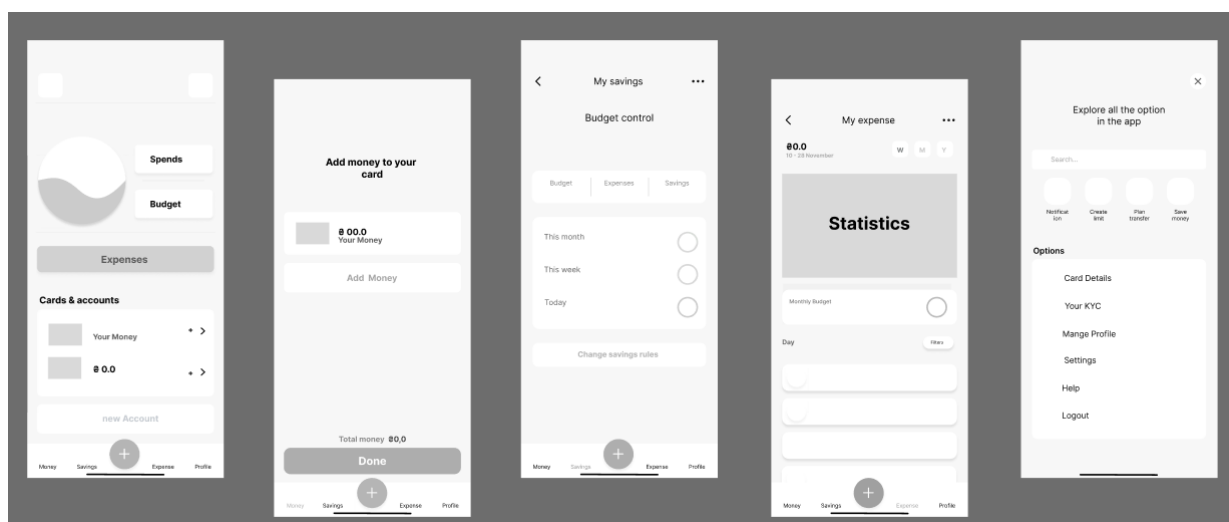 Spends
Budget
Expenses
Cards & accounts
Your Money
₴ 0.0
new Account
Money Savings + Expense Profile
Add money to your
card
₴ 00.0
Your Money
Add Money
Total money ₴0,0
Done
Money Savings + Expense Profile
My savings
Budget control
Budget Expenses Savings
This month
This week
Today
Change savings rules
Money Savings + Expense Profile
My expense
₴0.0
W M Y
16 - 28 November
Statistics
Monthly Budget
Day
Filters
Money Savings + Expense Profile
Explore all the option
in the app
Search...
Notificat
ion
Create
limit
Plan
transfer
Save
money
Options
Card Details
Your KYC
Mange Profile
Settings
Help
Logout